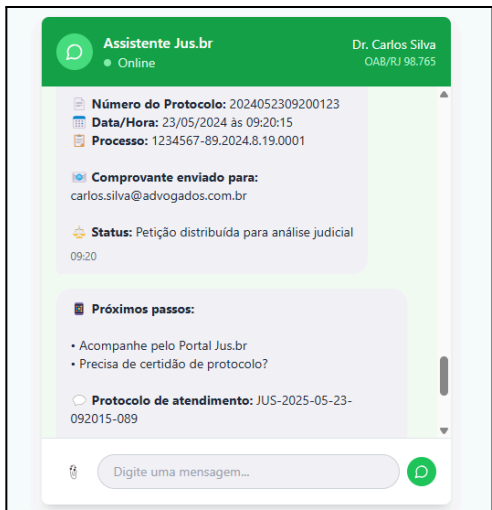 Assistente Jus.br
Dr. Carlos Silva
Online
OAB/RJ 98.765
Número do Protocolo: 2024052309200123
Data/Hora: 23/05/2024 às 09:20:15
Processo: 1234567-89.2024.8.19.0001
Comprovante enviado para:
carlos.silva@advogados.com.br
Status: Petição distribuída para análise judicial
09:20
Próximos passos:
• Acompanhe pelo Portal Jus.br
• Precisa de certidão de protocolo?
Protocolo de atendimento: JUS-2025-05-23-
092015-089
Digite uma mensagem...